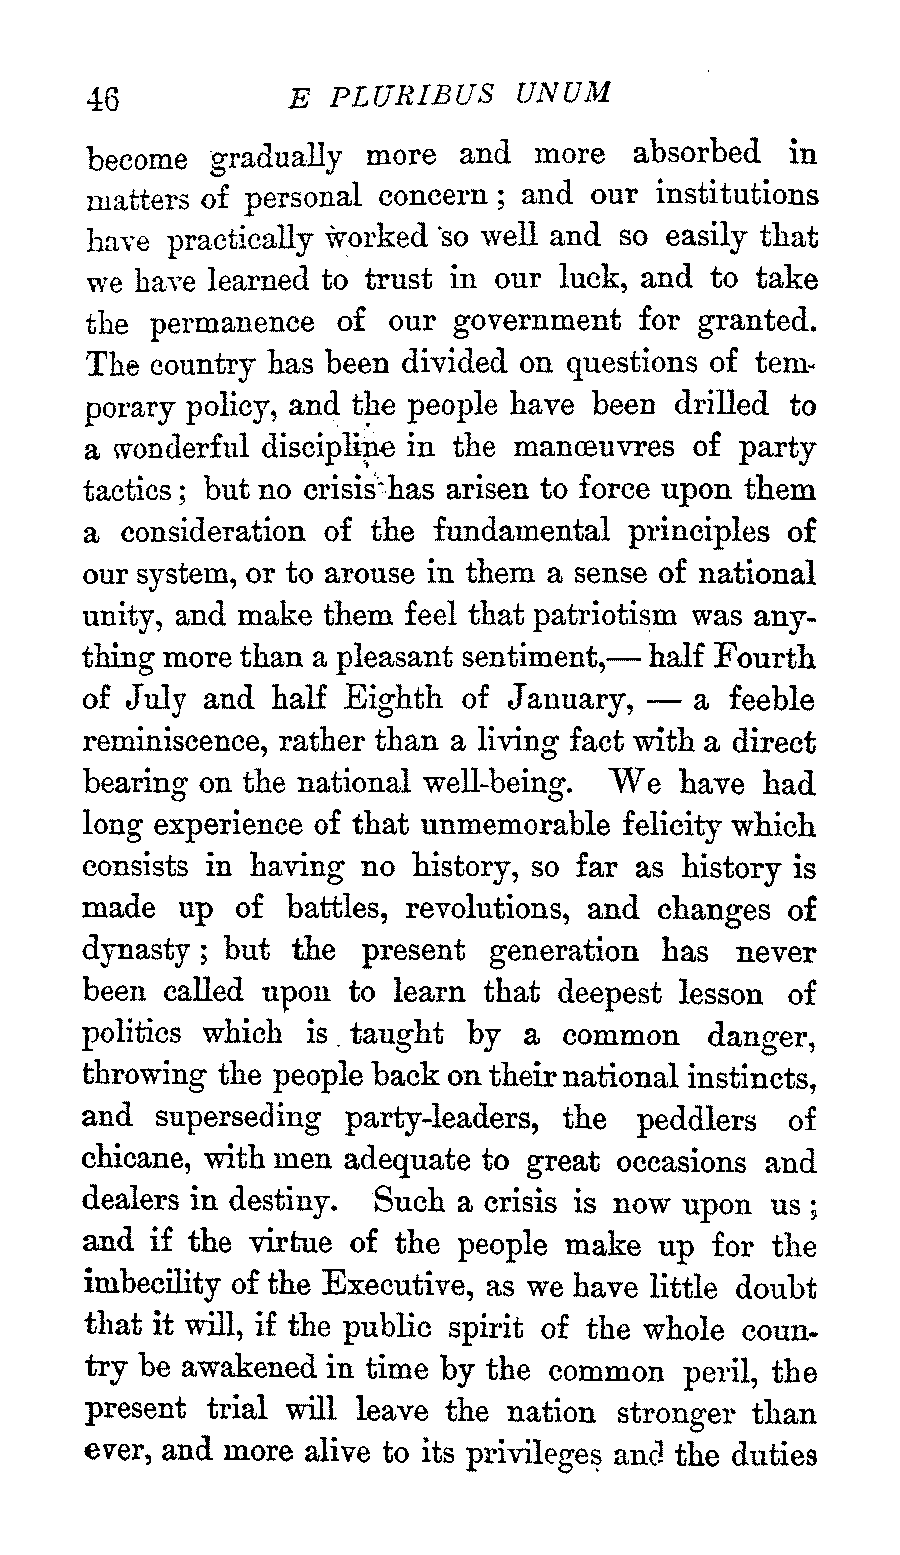 46 E PLURIBUS UNUM
become gradually more and more absorbed in
matters of personal concern ; and our institutions
have practically worked so well and so easily that
we have learned to trust in our luck, and to take
the permanence of our government for granted.
The country has been divided on questions of tem-
porary policy, and the people have been drilled to
a wonderful discipline in the manœuvres of party
tactics ; but no crisis has arisen to force upon them
a consideration of the fundamental principles of
our system, or to arouse in them a sense of national
unity, and make them feel that patriotism was any-
thing more than a pleasant sentiment,— half Fourth
of July and half Eighth of January, — a feeble
reminiscence, rather than a living fact with a direct
bearing on the national well-being. We have had
long experience of that unmemorable felicity which
consists in having no history, so far as history is
made up of battles, revolutions, and changes of
dynasty ; but the present generation has never
been called upon to learn that deepest lesson of
politics which is taught by a common danger,
throwing the people back on their national instincts,
and superseding party-leaders, the peddlers of
chicane, with men adequate to great occasions and
dealers in destiny. Such a crisis is now upon us ;
and if the virtue of the people make up for the
imbecility of the Executive, as we have little doubt
that it will, if the public spirit of the whole coun-
try be awakened in time by the common peril, the
present trial will leave the nation stronger than
ever, and more alive to its privileges and the duties